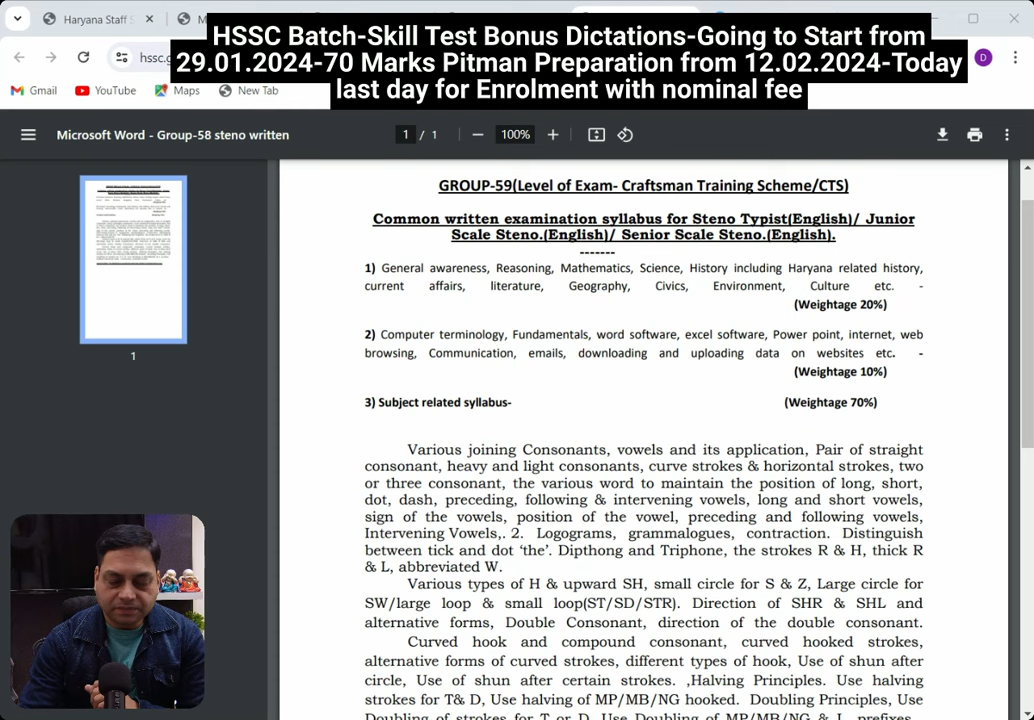 Haryana Staff S
HSSC Batch-Skill Test Bonus Dictations-Going to Start from
29.01.2024-70 Marks Pitman Preparation from 12.02.2024-Today
last day for Enrolment with nominal fee
hssc.g
D
Gmail
YouTube
Maps
New Tab
Microsoft Word - Group-58 steno written
1 / 1
100%
GROUP-59(Level of Exam- Craftsman Training Scheme/CTS)
Common written examination syllabus for Steno Typist(English)/ Junior
Scale Steno.(English)/ Senior Scale Steno.(English).
-------
1) General awareness, Reasoning, Mathematics, Science, History including Haryana related history,
current affairs, literature, Geography, Civics, Environment, Culture etc. -
(Weightage 20%)
2) Computer terminology, Fundamentals, word software, excel software, Power point, internet, web
browsing, Communication, emails, downloading and uploading data on websites etc. -
(Weightage 10%)
3) Subject related syllabus- (Weightage 70%)
1
Various joining Consonants, vowels and its application, Pair of straight
consonant, heavy and light consonants, curve strokes & horizontal strokes, two
or three consonant, the various word to maintain the position of long, short,
dot, dash, preceding, following & intervening vowels, long and short vowels,
sign of the vowels, position of the vowel, preceding and following vowels,
Intervening Vowels,. 2. Logograms, grammalogues, contraction. Distinguish
between tick and dot ‘the’. Dipthong and Triphone, the strokes R & H, thick R
& L, abbreviated W.
Various types of H & upward SH, small circle for S & Z, Large circle for
SW/large loop & small loop(ST/SD/STR). Direction of SHR & SHL and
alternative forms, Double Consonant, direction of the double consonant.
Curved hook and compound consonant, curved hooked strokes,
alternative forms of curved strokes, different types of hook, Use of shun after
circle, Use of shun after certain strokes. ,Halving Principles. Use halving
strokes for T& D, Use halving of MP/MB/NG hooked. Doubling Principles, Use
Doubling of strokes for T or D, Use Doubling of MP/MB/NG & L, prefixes,